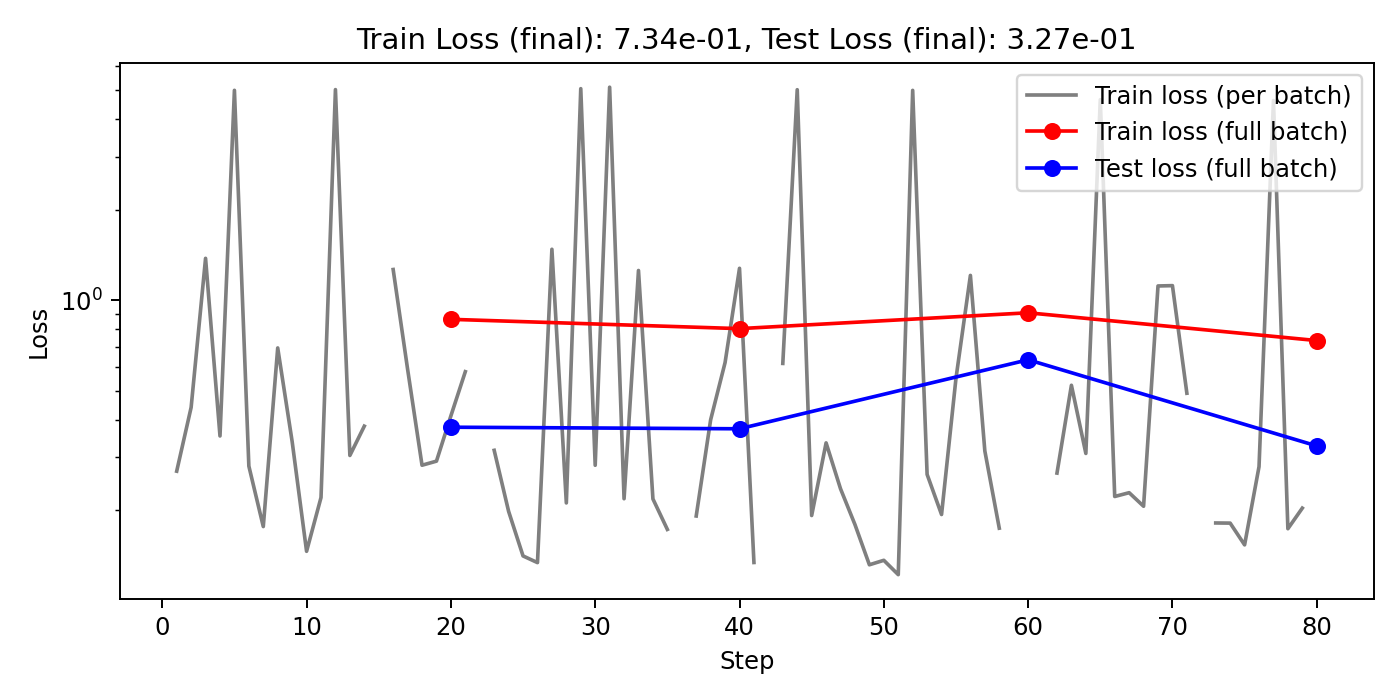 Train Loss (final): 7.34e-01, Test Loss (final): 3.27e-01
Train loss (per batch)
Train loss (full batch)
Test loss (full batch)
Loss
10⁰
0 10 20 30 40 50 60 70 80
Step